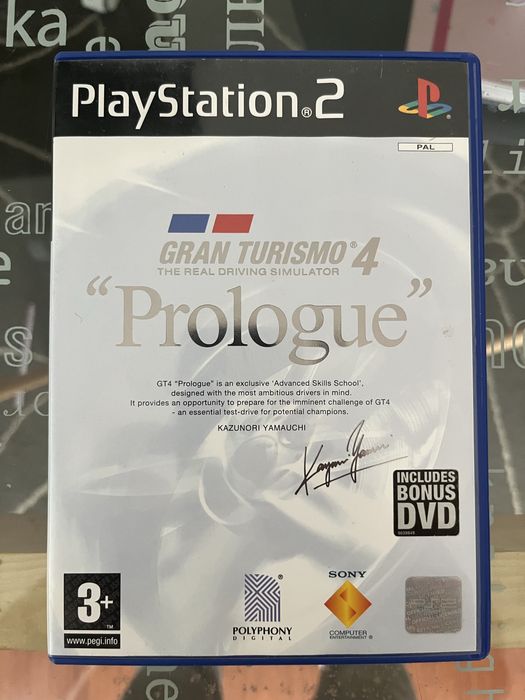 PlayStation®2
PAL
GRAN TURISMO®4
THE REAL DRIVING SIMULATOR
“Prologue”
GT4 “Prologue” is an exclusive ‘Advanced Skills School’,
designed with the most ambitious drivers in mind.
It provides an opportunity to prepare for the imminent challenge of GT4
- an essential test-drive for potential champions.
KAZUNORI YAMAUCHI
INCLUDES
BONUS
DVD
3+
TM
www.pegi.info
®
POLYPHONY
DIGITAL
SONY
COMPUTER
ENTERTAINMENT®
ka